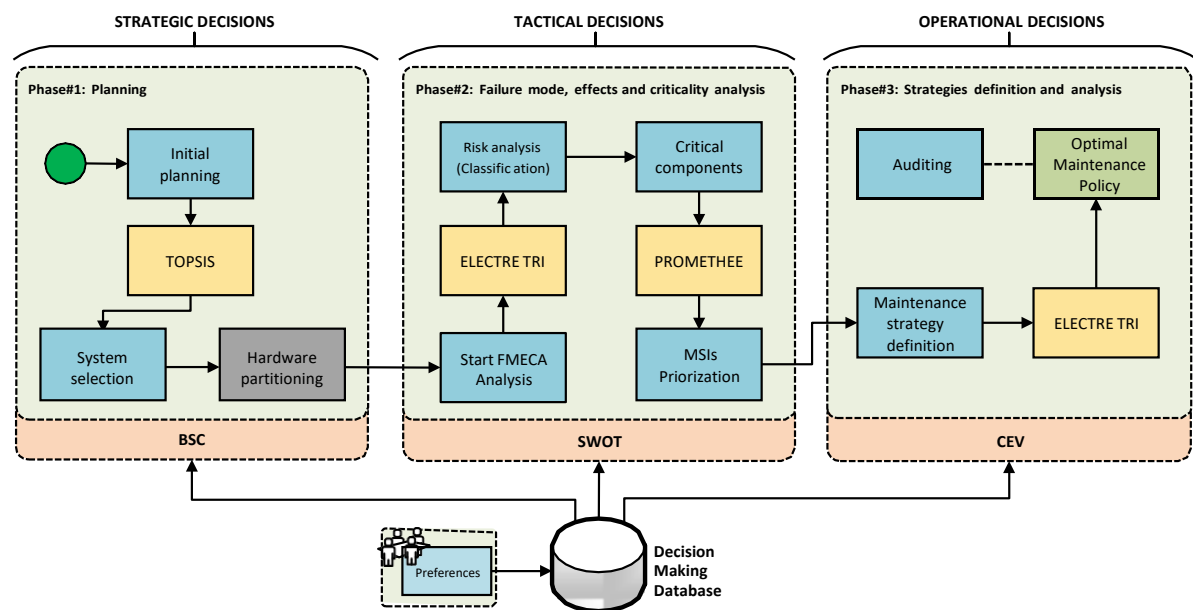 STRATEGIC DECISIONS
TACTICAL DECISIONS
OPERATIONAL DECISIONS
Phase#1: Planning
Initial
planning
TOPSIS
System
selection
Hardware
partitioning
BSC
Phase#2: Failure mode, effects and criticality analysis
Risk analysis
(Classific ation)
Critical
components
ELECTRE TRI
PROMETHEE
Start FMECA
Analysis
MSIs
Priorization
SWOT
Phase#3: Strategies definition and analysis
Auditing
Optimal
Maintenance
Policy
Maintenance
strategy
definition
ELECTRE TRI
CEV
Preferences
Decision
Making
Database